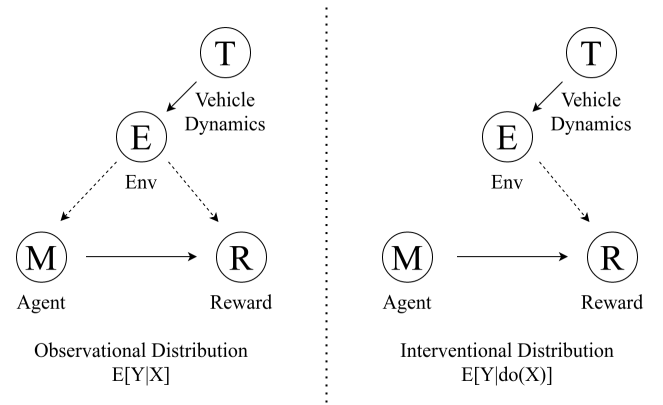 T
Vehicle
Dynamics
E
Env
M
Agent
R
Reward
Observational Distribution
E[Y|X]
T
Vehicle
Dynamics
E
Env
M
Agent
R
Reward
Interventional Distribution
E[Y|do(X)]